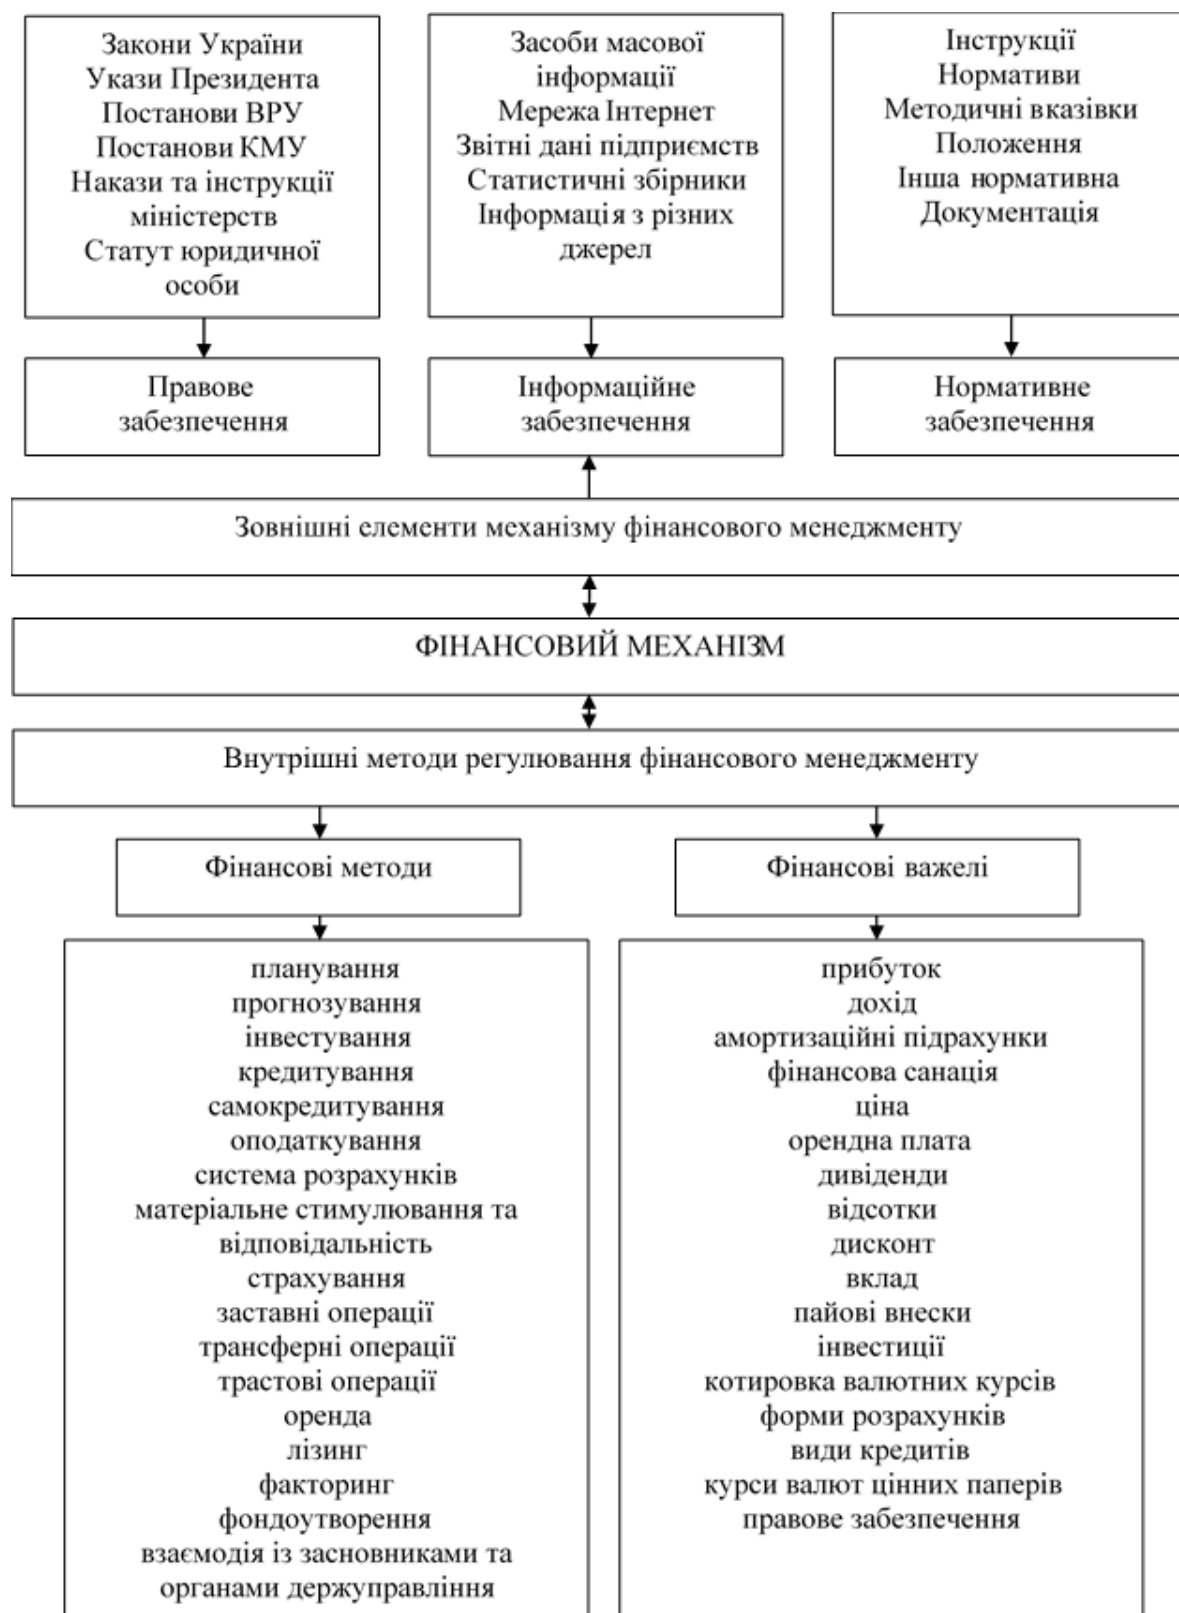 Закони України
Укази Президента
Постанови ВРУ
Постанови КМУ
Накази та інструкції
міністерств
Статут юридичної
особи
Засоби масової
інформації
Мережа Інтернет
Звітні дані підприємств
Статистичні збірники
Інформація з різних
джерел
Інструкції
Нормативи
Методичні вказівки
Положення
Інша нормативна
Документація
Правове
забезпечення
Інформаційне
забезпечення
Нормативне
забезпечення
Зовнішні елементи механізму фінансового менеджменту
ФІНАНСОВИЙ МЕХАНІЗМ
Внутрішні методи регулювання фінансового менеджменту
Фінансові методи
Фінансові важелі
планування
прогнозування
інвестування
кредитування
самокредитування
оподаткування
система розрахунків
матеріальне стимулювання та
відповідальність
страхування
заставні операції
трансферні операції
трастові операції
оренда
лізинг
факторинг
фондоутворення
взаємодія із засновниками та
органами держуправління
прибуток
дохід
амортизаційні підрахунки
фінансова санація
ціна
орендна плата
дивіденди
відсотки
дисконт
вклад
пайові внески
інвестиції
котировка валютних курсів
форми розрахунків
види кредитів
курси валют цінних паперів
правове забезпечення